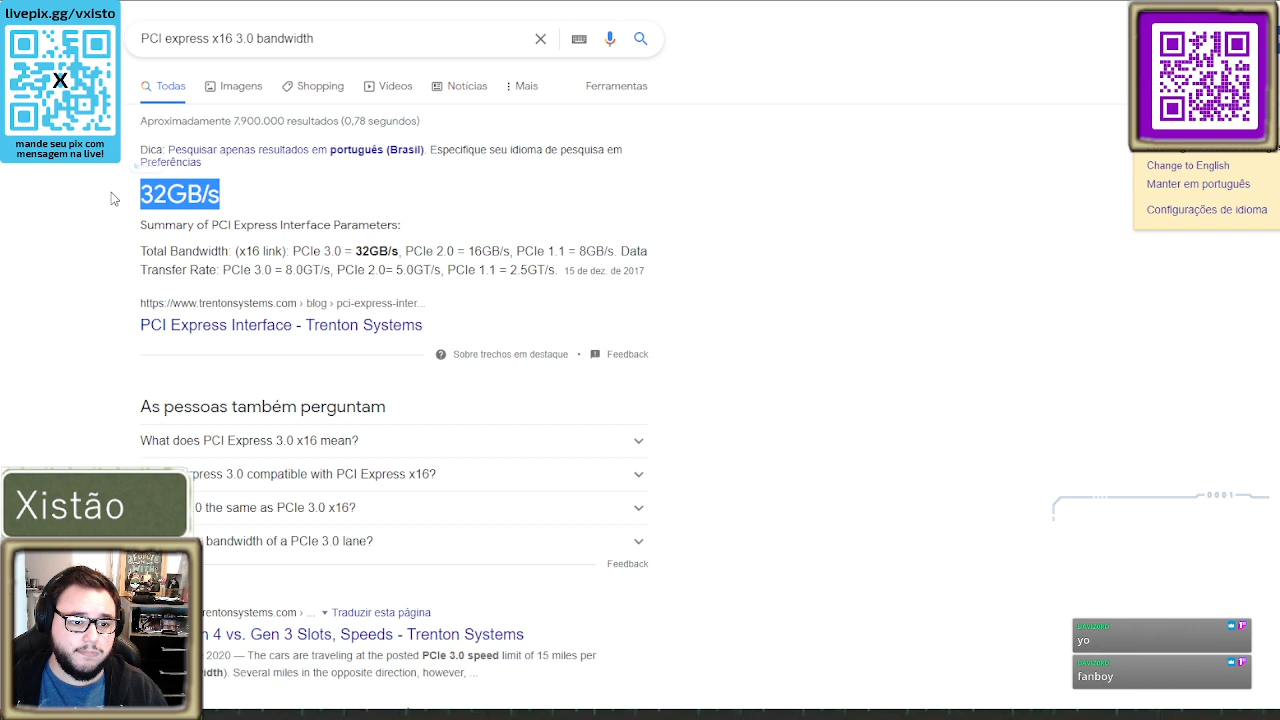 livepix.gg/vxisto
X
mande seu pix com
mensagem na live!
PCI express x16 3.0 bandwidth
Todas
Imagens
Shopping
Vídeos
Notícias
Mais
Ferramentas
Aproximadamente 7.900.000 resultados (0,78 segundos)
Dica: Pesquisar apenas resultados em português (Brasil). Especifique seu idioma de pesquisa em
Preferências
Change to English
Manter em português
Configurações de idioma
32GB/s
Summary of PCI Express Interface Parameters:
Total Bandwidth: (x16 link): PCIe 3.0 = 32GB/s, PCIe 2.0 = 16GB/s, PCIe 1.1 = 8GB/s. Data
Transfer Rate: PCIe 3.0 = 8.0GT/s, PCIe 2.0= 5.0GT/s, PCIe 1.1 = 2.5GT/s. 15 de dez. de 2017
https://www.trentonsystems.com › blog › pci-express-inter...
PCI Express Interface - Trenton Systems
Sobre trechos em destaque • Feedback
As pessoas também perguntam
What does PCI Express 3.0 x16 mean?
press 3.0 compatible with PCI Express x16?
0 the same as PCIe 3.0 x16?
bandwidth of a PCIe 3.0 lane?
Feedback
0001
Xistão
rentonsystems.com › ... Traduzir esta página
n 4 vs. Gen 3 Slots, Speeds - Trenton Systems
2020 — The cars are traveling at the posted PCIe 3.0 speed limit of 15 miles per
width). Several miles in the opposite direction, however, ...
yo
fanboy